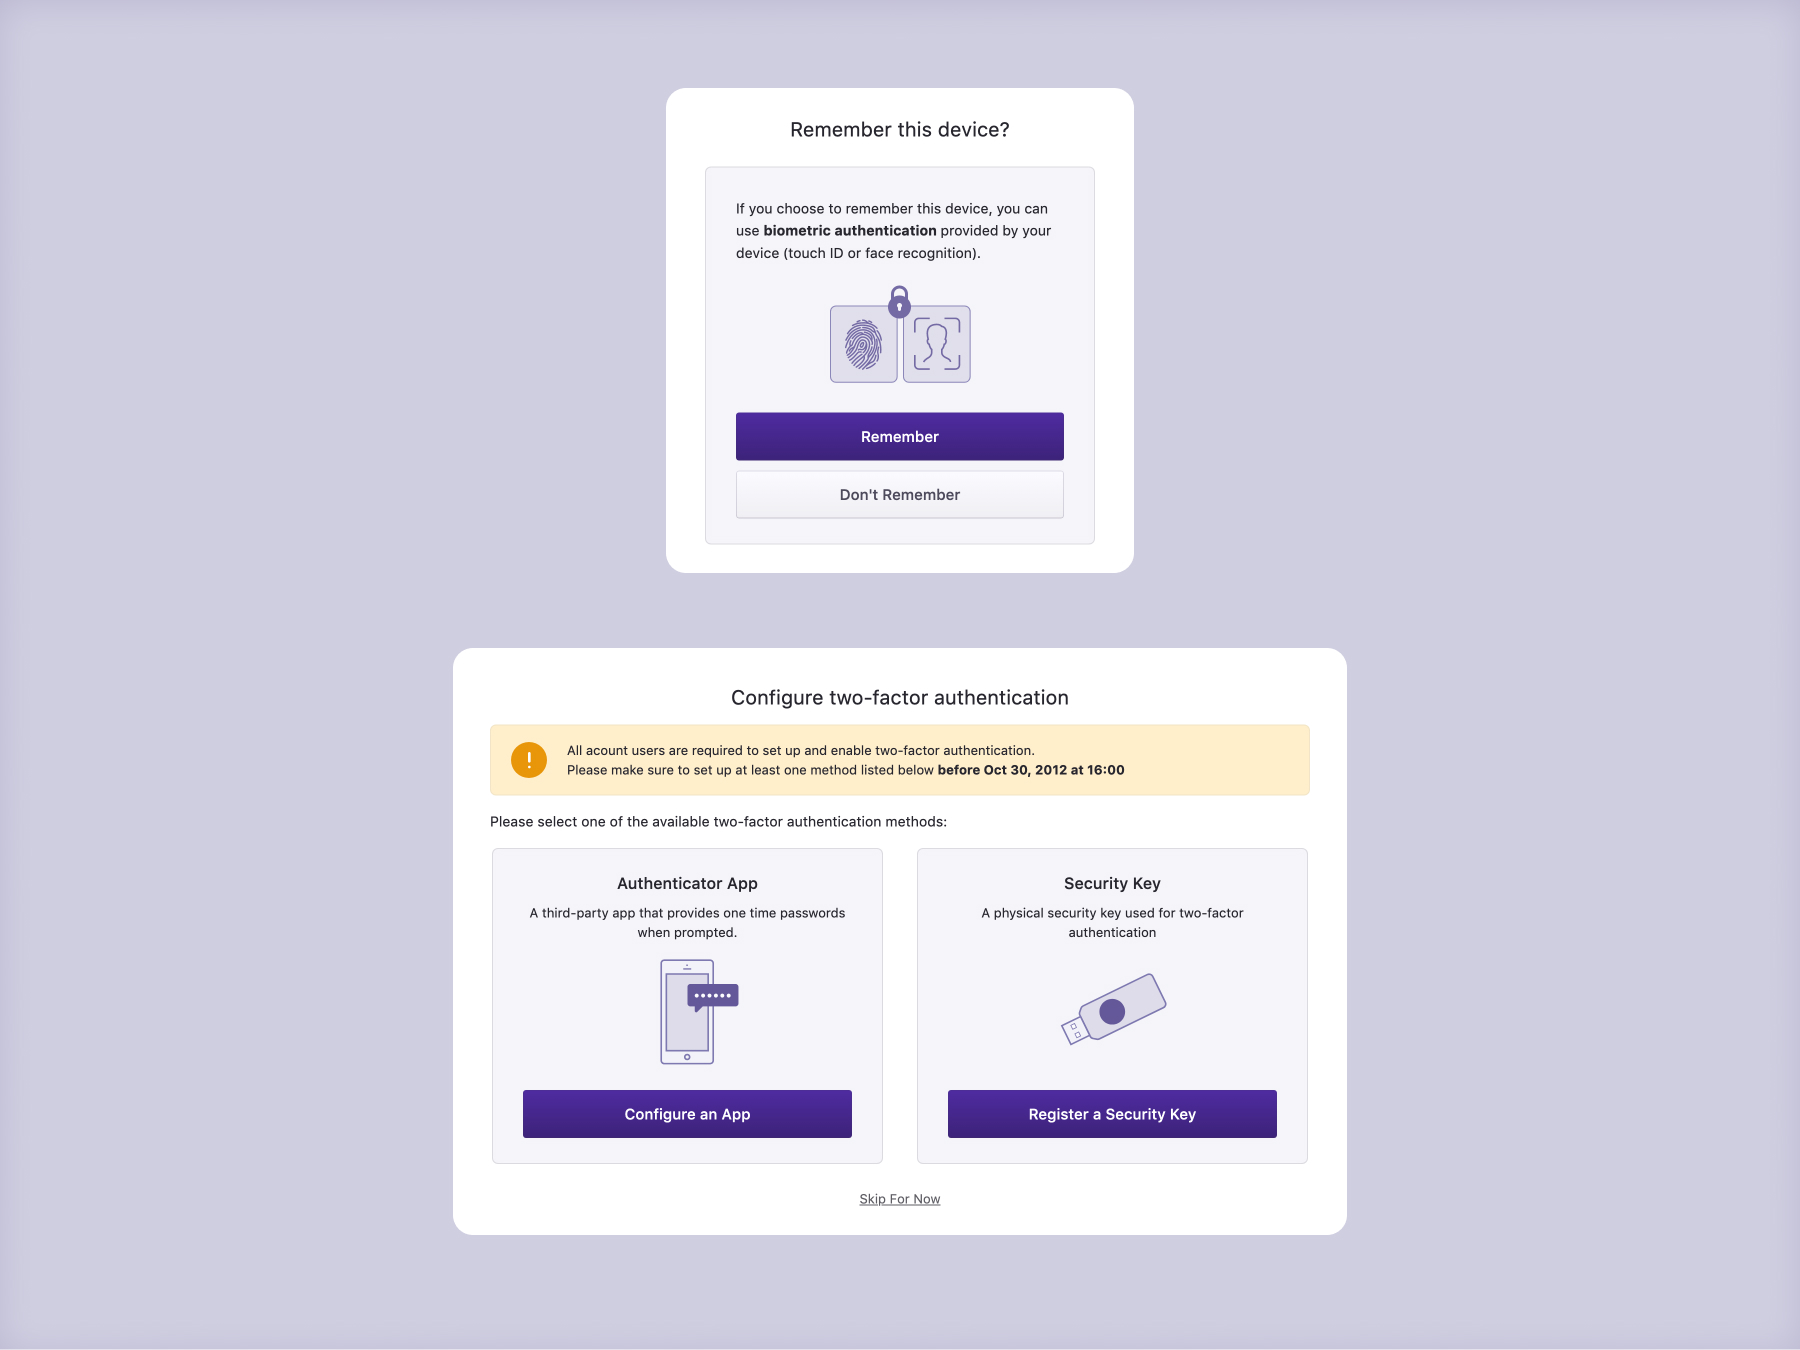 Remember this device?
If you choose to remember this device, you can
use biometric authentication provided by your
device (touch ID or face recognition).
Remember
Don't Remember
Configure two-factor authentication
All acount users are required to set up and enable two-factor authentication.
Please make sure to set up at least one method listed below before Oct 30, 2012 at 16:00
Please select one of the available two-factor authentication methods:
Authenticator App
A third-party app that provides one time passwords
when prompted.
Configure an App
Security Key
A physical security key used for two-factor
authentication
Register a Security Key
Skip For Now